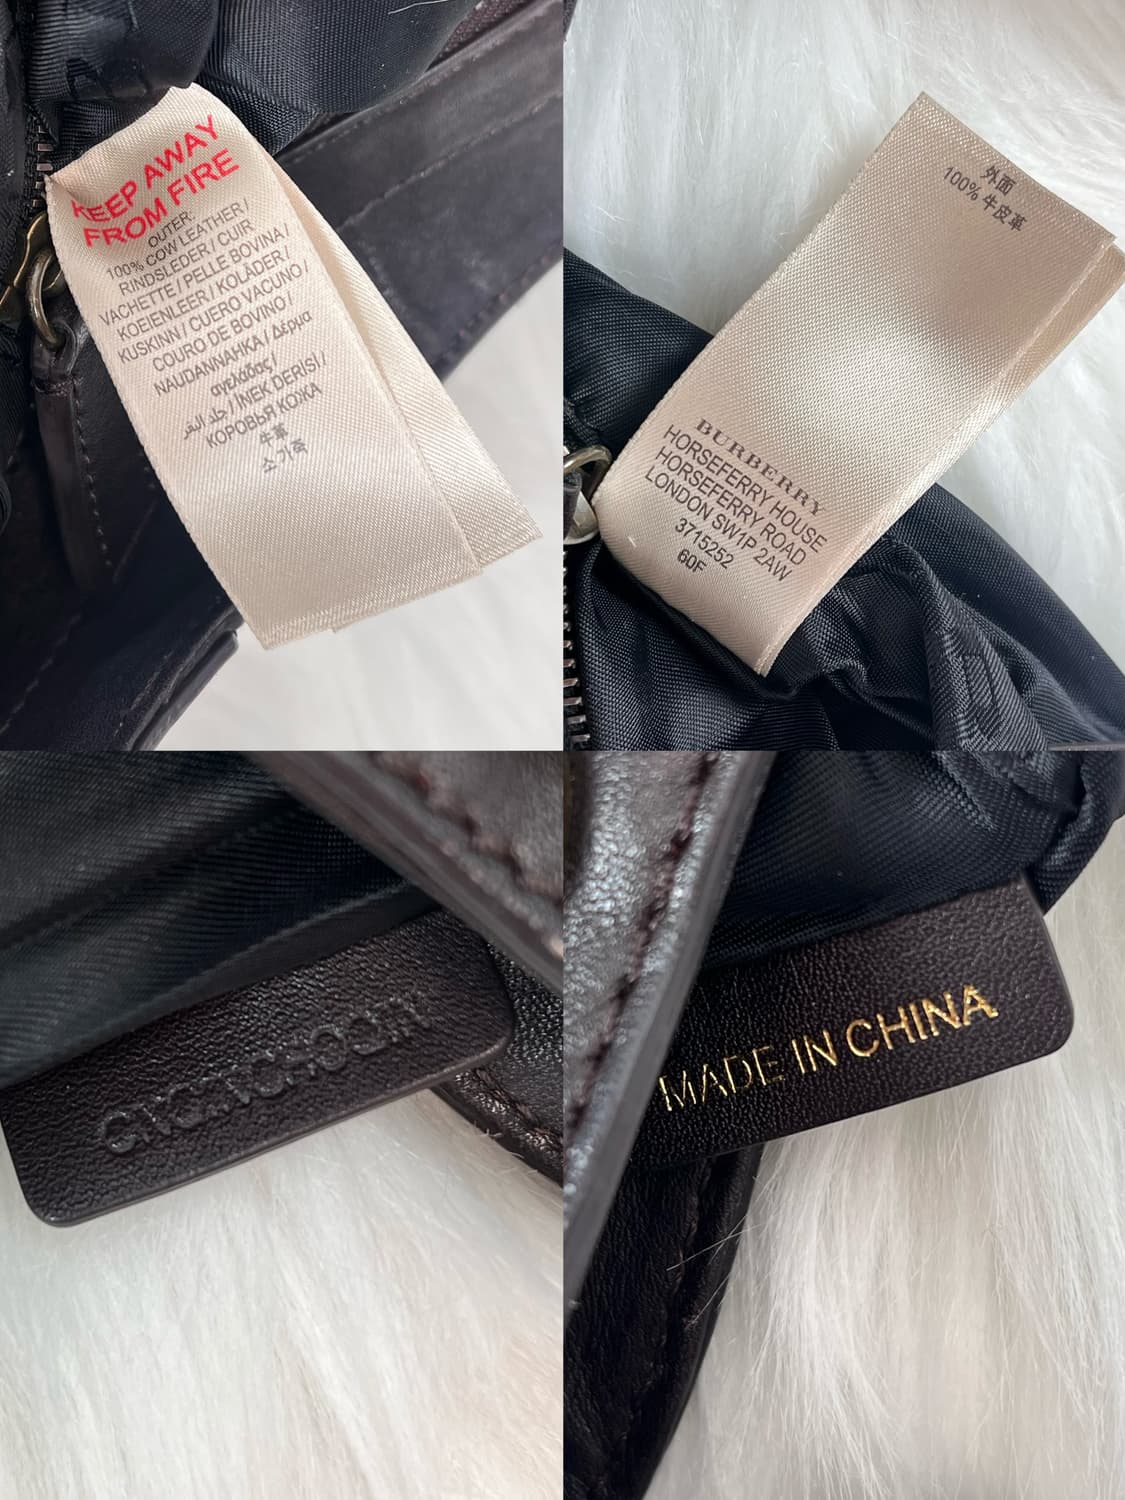 KEEP AWAY
FROM FIRE
OUTER:
100% COW LEATHER /
RINDSLEDER / CUIR
VACHETTE / PELLE BOVINA /
KOEIENLEER / KOLÄDER /
KUSKINN / CUERO VACUNO /
COURO DE BOVINO /
NAUDANNAHKA / Δέρμα
αγελάδας /
جلد البقر / INEK DERİSİ /
КОРОВЬЯ КОЖА
牛革
소가죽
外面
100% 牛皮革
BURBERRY
HORSEFERRY HOUSE
HORSEFERRY ROAD
LONDON SW1P 2AW
3715252
60F
MADE IN CHINA